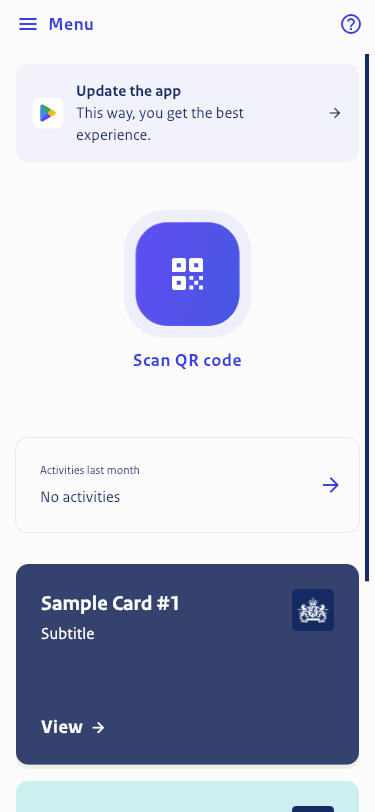 Menu
Update the app
This way, you get the best
experience.
Scan QR code
Activities last month
No activities
Sample Card #1
Subtitle
View